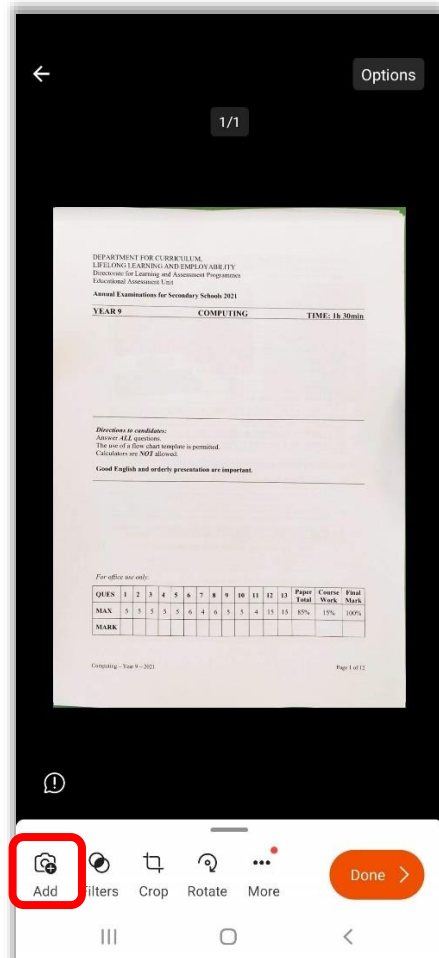 Options
1/1
DEPARTMENT FOR CURRICULUM,
LIFELONG LEARNING AND EMPLOYABILITY
Directorate for Learning and Assessment Programmes
Educational Assessment Unit
Annual Examinations for Secondary Schools 2021
YEAR 9 COMPUTING TIME: 1h 30min
Directions to candidates:
Answer ALL questions.
The use of a flow chart template is permitted.
Calculators are NOT allowed.
Good English and orderly presentation are important.
For office use only:
QUES 1 2 3 4 5 6 7 8 9 10 11 12 13 Paper Total Course Work Final Mark
MAX 5 5 5 5 5 6 4 6 5 5 4 15 15 85% 15% 100%
MARK
Computing – Year 9 – 2021 Page 1 of 12
Add Filters Crop Rotate More Done